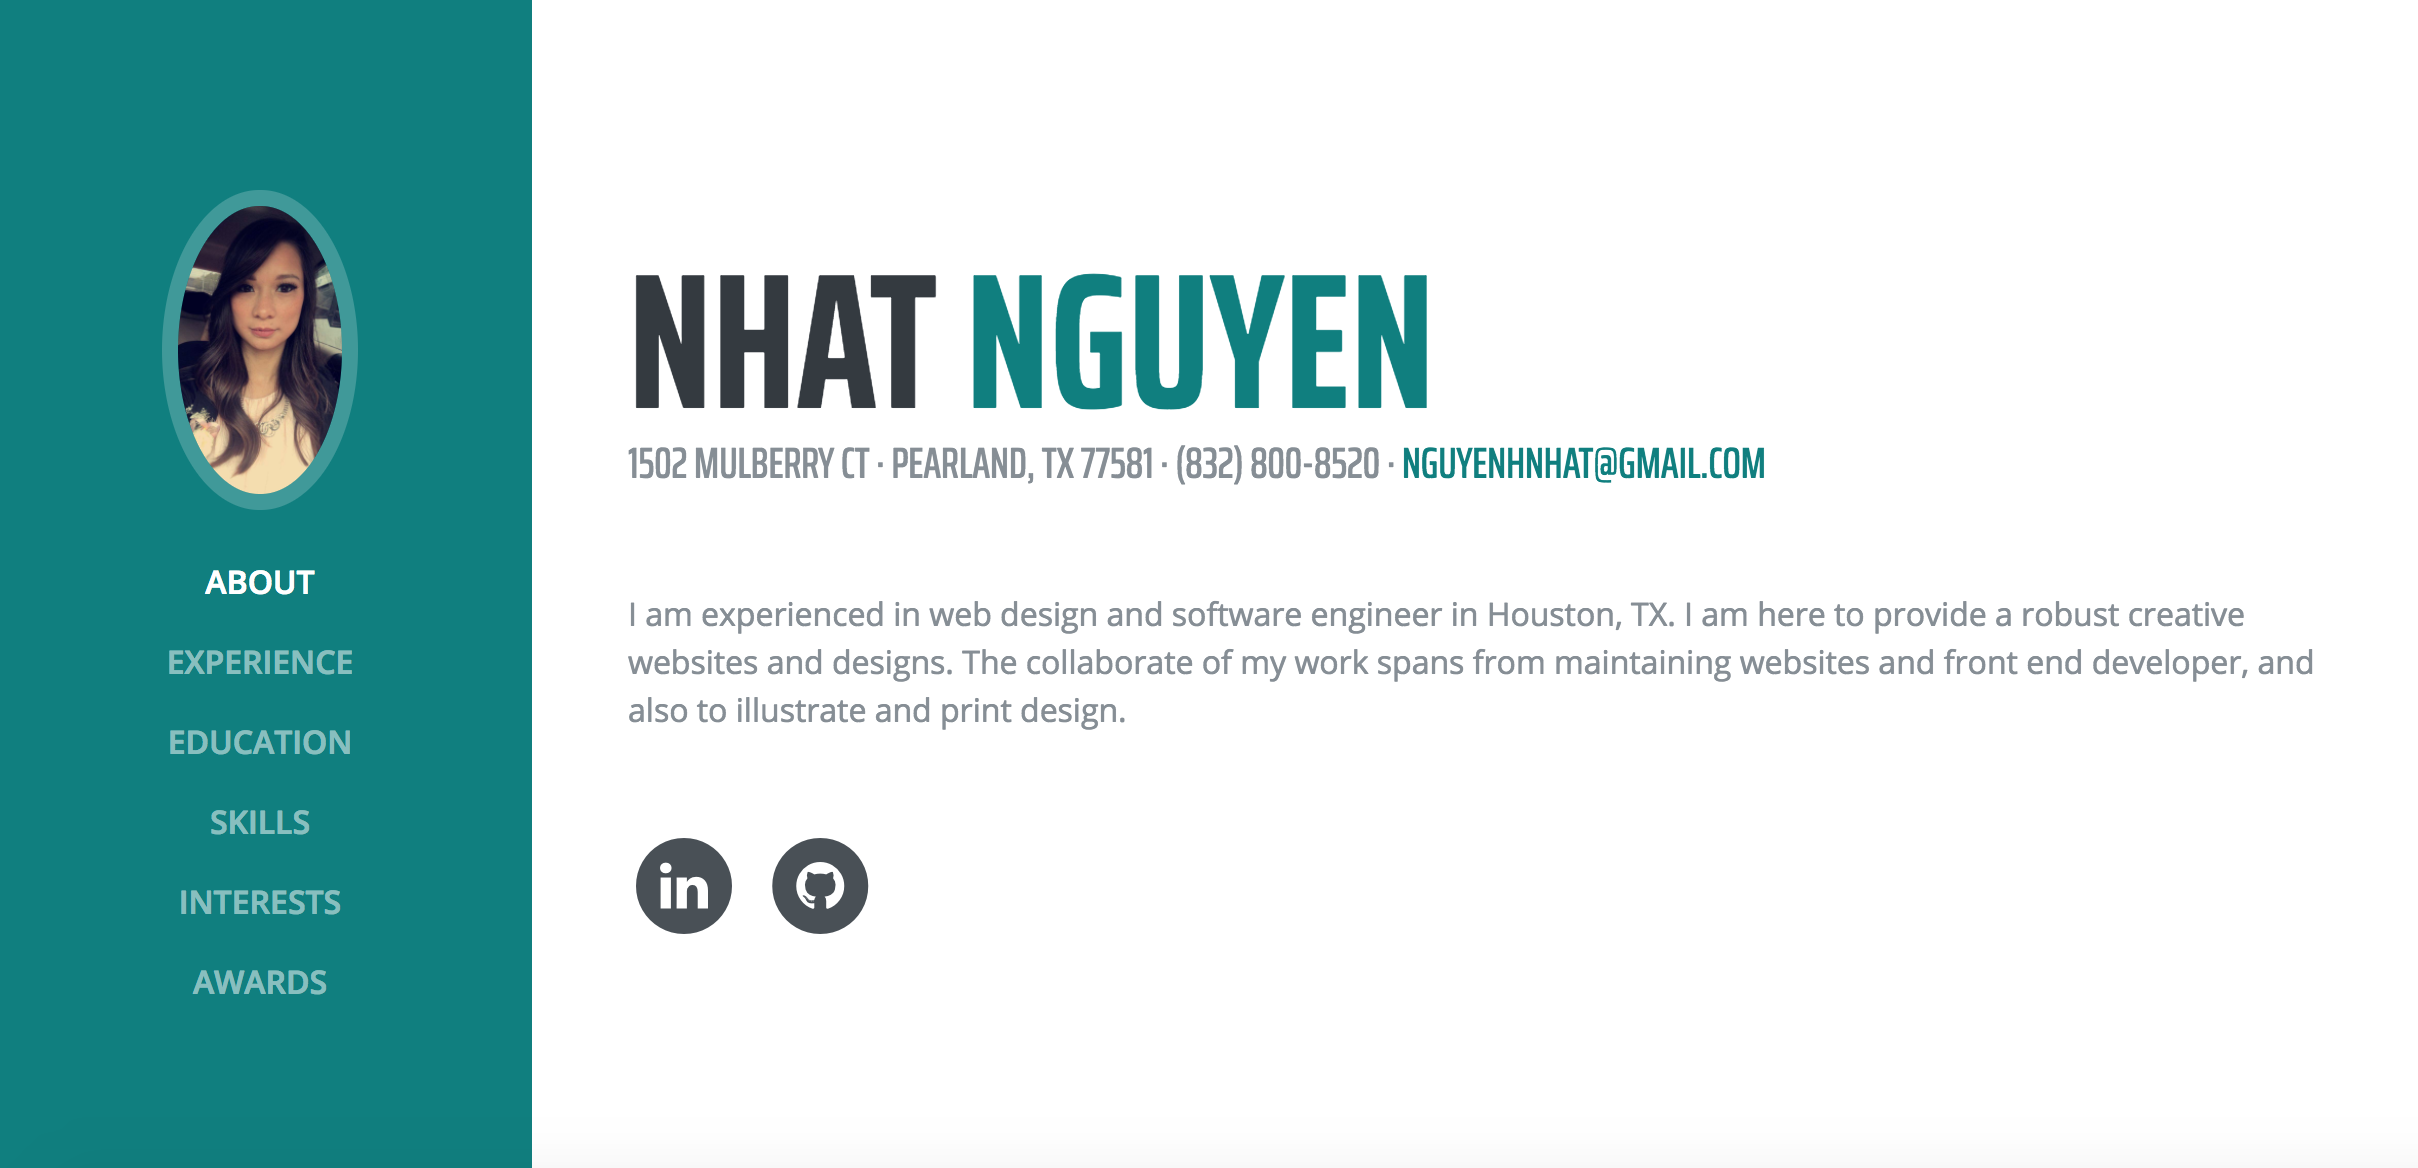 ABOUT
EXPERIENCE
EDUCATION
SKILLS
INTERESTS
AWARDS
NHAT NGUYEN
1502 MULBERRY CT · PEARLAND, TX 77581 · (832) 800-8520 · NGUYENHNHAT@GMAIL.COM
I am experienced in web design and software engineer in Houston, TX. I am here to provide a robust creative
websites and designs. The collaborate of my work spans from maintaining websites and front end developer, and
also to illustrate and print design.
in